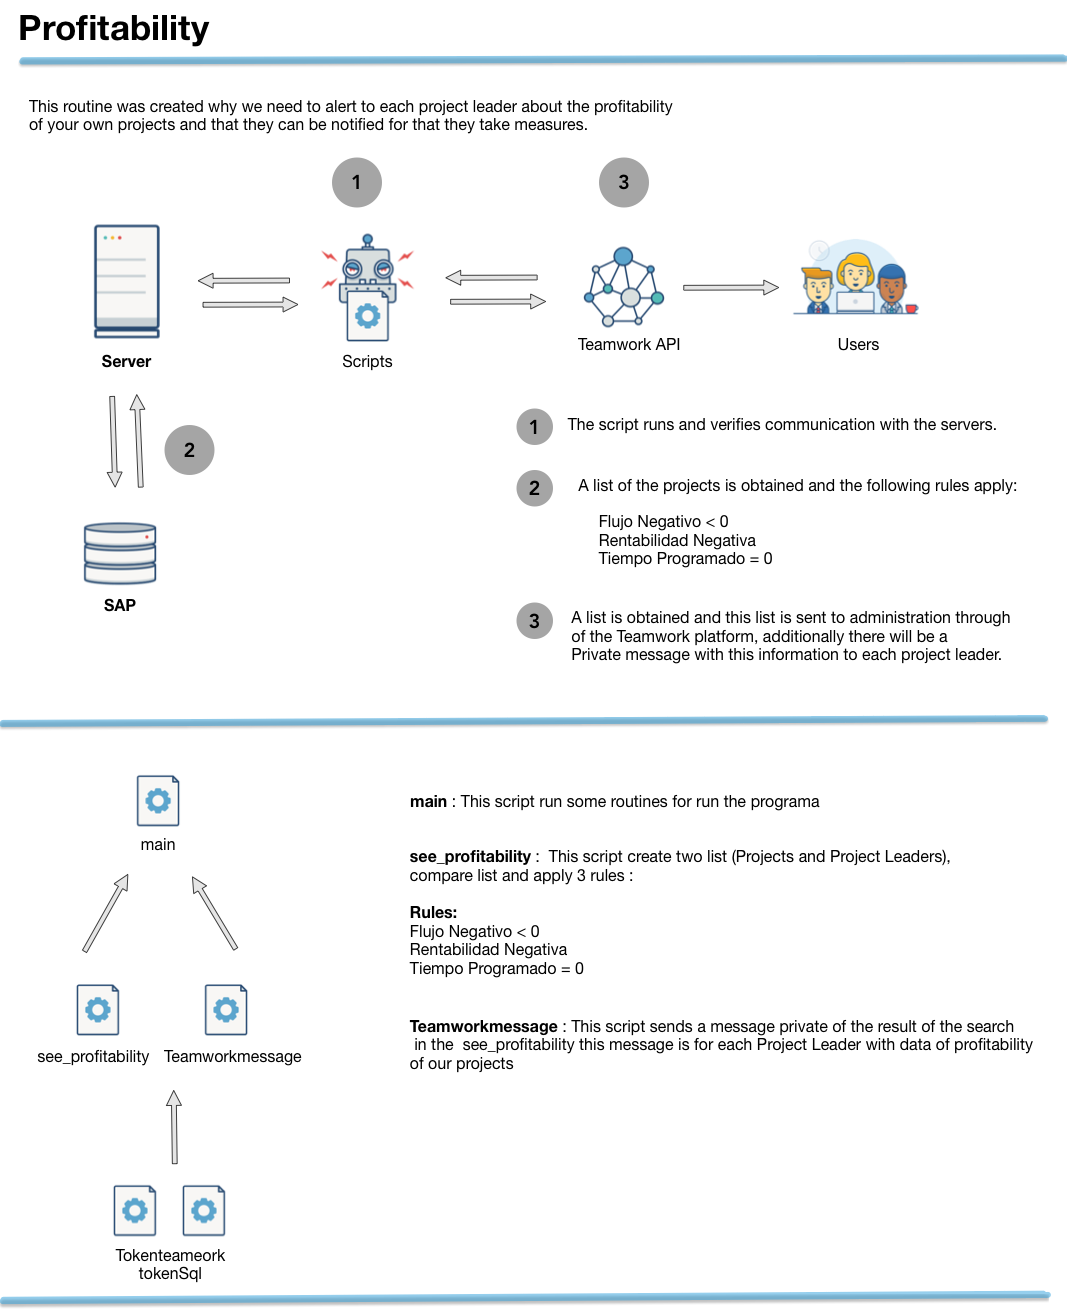 Profitability
This routine was created why we need to alert to each project leader about the profitability
of your own projects and that they can be notified for that they take measures.
1
3
Server
Scripts
Teamwork API
Users
2
SAP
1
The script runs and verifies communication with the servers.
2
A list of the projects is obtained and the following rules apply:
Flujo Negativo < 0
Rentabilidad Negativa
Tiempo Programado = 0
3
A list is obtained and this list is sent to administration through
of the Teamwork platform, additionally there will be a
Private message with this information to each project leader.
main
see_profitability
Teamworkmessage
Tokenteameork
tokenSql
main : This script run some routines for run the programa
see_profitability : This script create two list (Projects and Project Leaders),
compare list and apply 3 rules :
Rules:
Flujo Negativo < 0
Rentabilidad Negativa
Tiempo Programado = 0
Teamworkmessage : This script sends a message private of the result of the search
in the see_profitability this message is for each Project Leader with data of profitability
of our projects